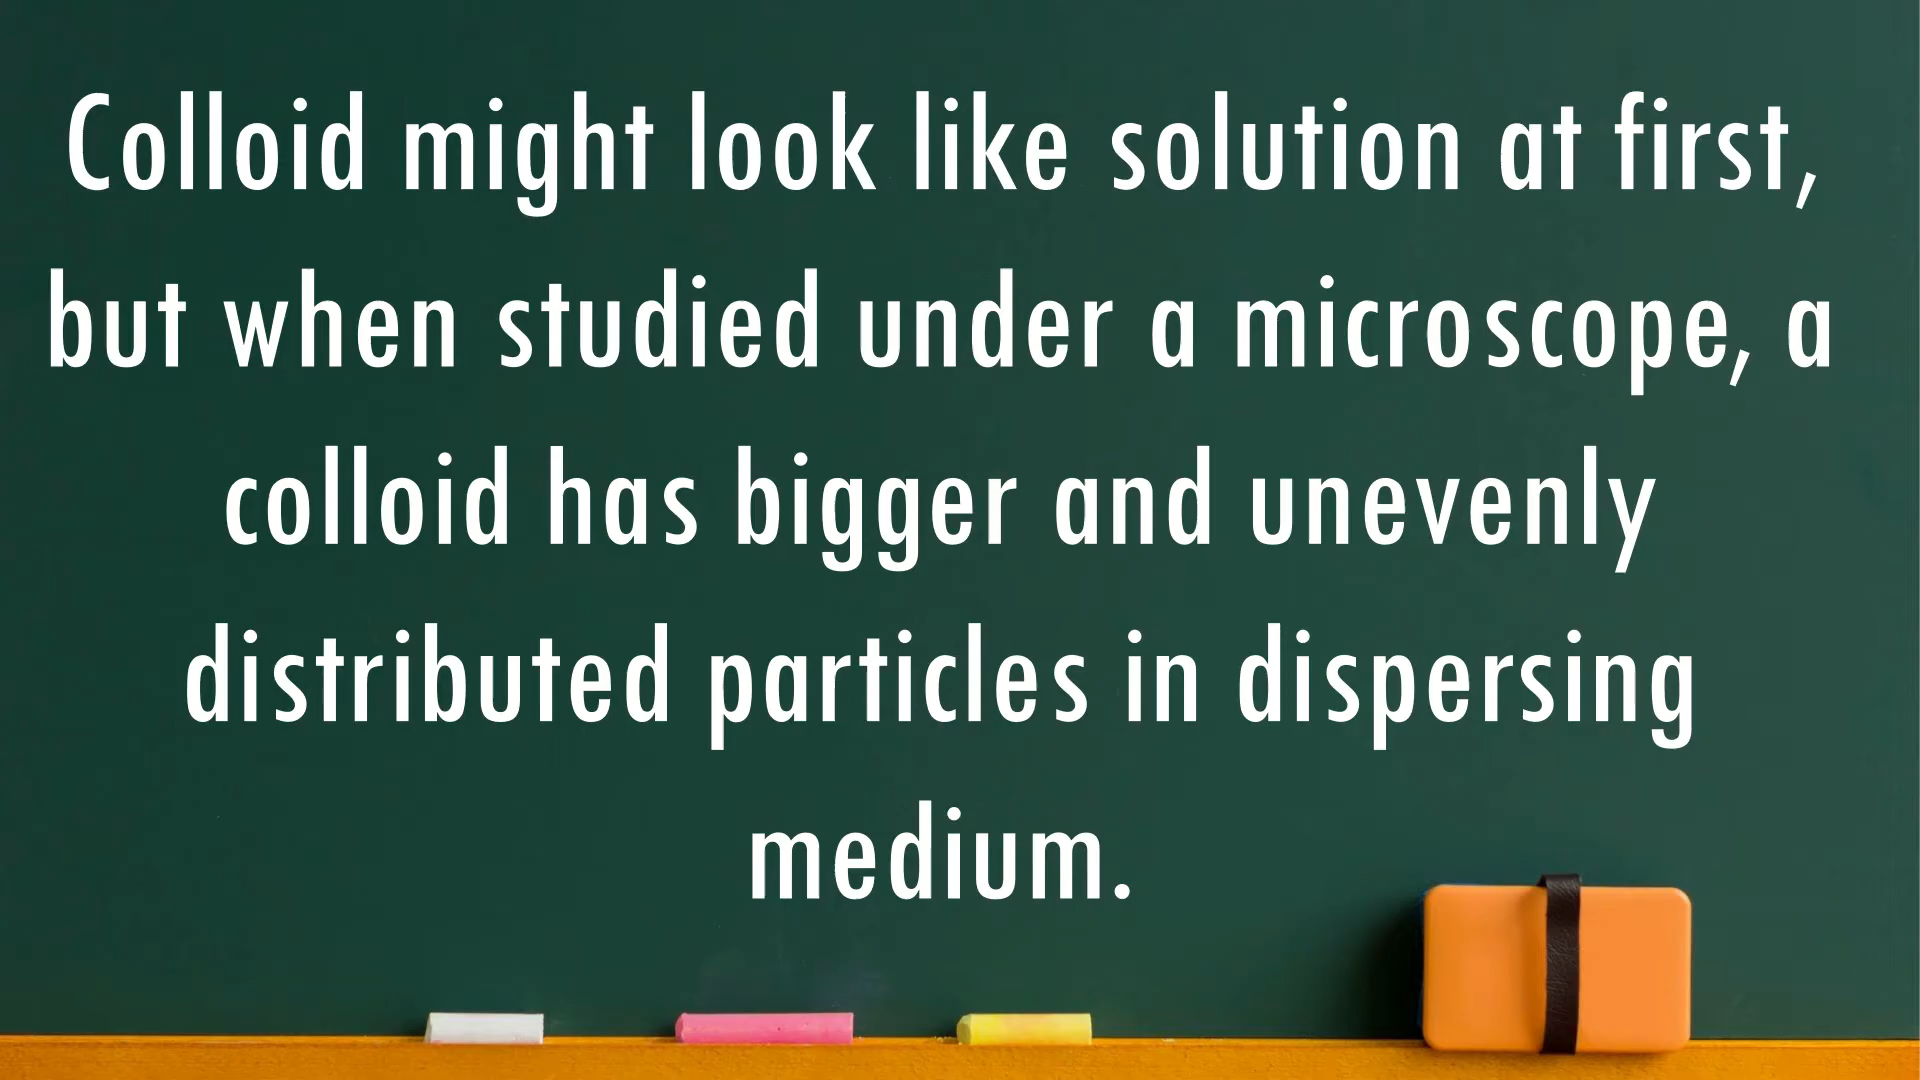 Colloid might look like solution at first,
but when studied under a microscope, a
colloid has bigger and unevenly
distributed particles in dispersing
medium.